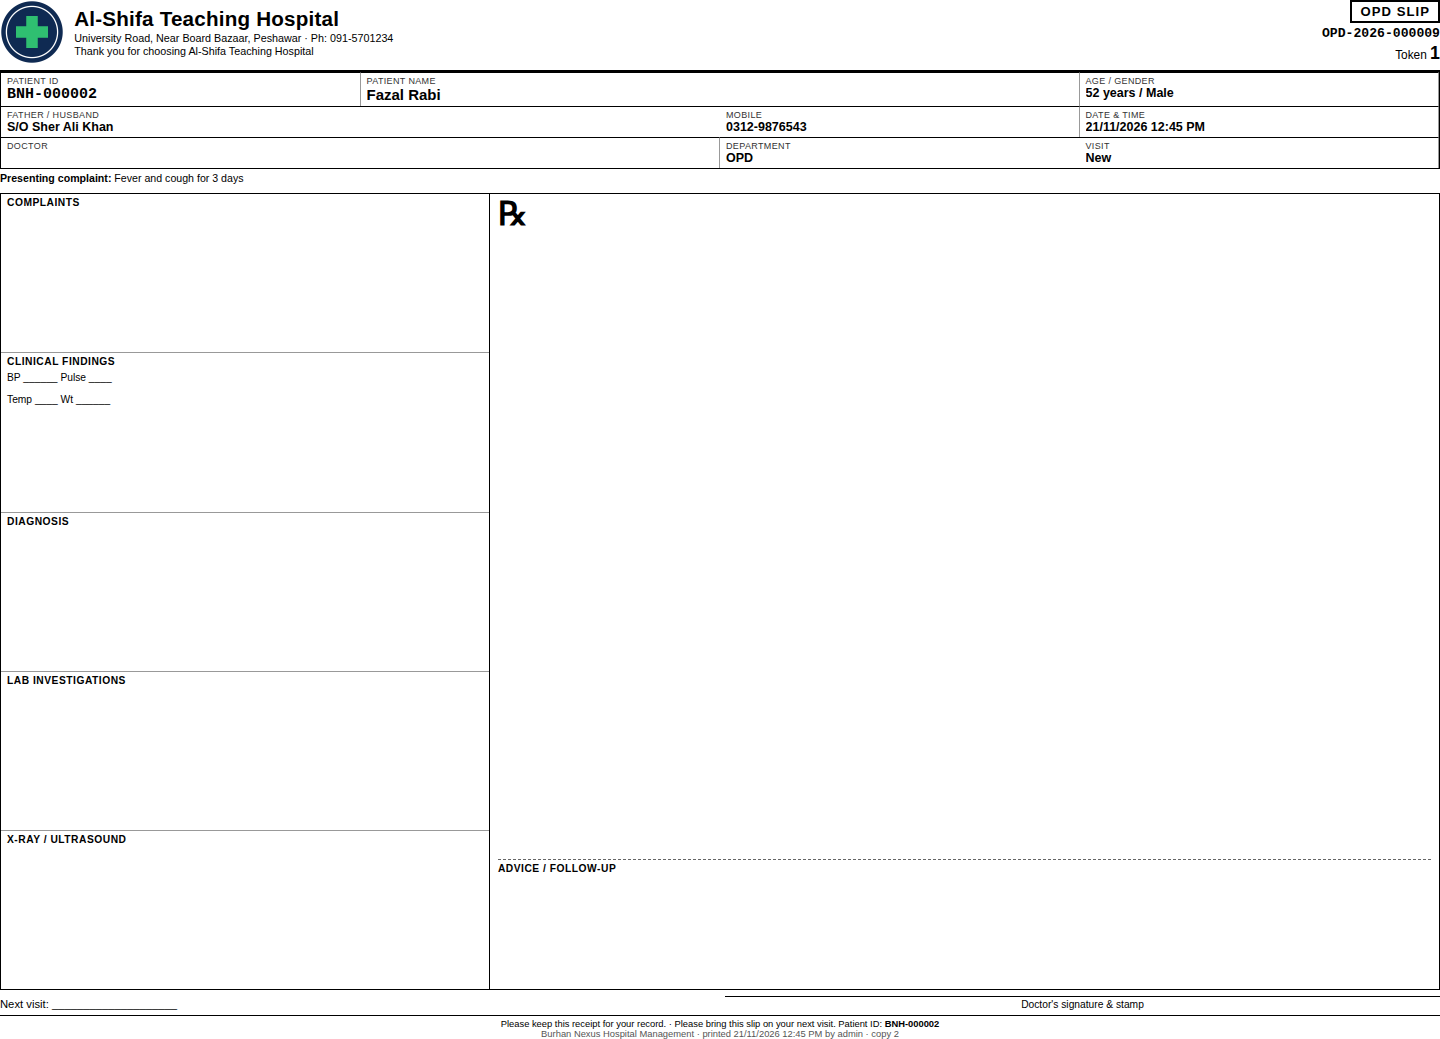 Al-Shifa Teaching Hospital
University Road, Near Board Bazaar, Peshawar · Ph: 091-5701234
Thank you for choosing Al-Shifa Teaching Hospital
OPD SLIP
OPD-2026-000009
Token 1
PATIENT ID
BNH-000002
PATIENT NAME
Fazal Rabi
AGE / GENDER
52 years / Male
FATHER / HUSBAND
S/O Sher Ali Khan
MOBILE
0312-9876543
DATE & TIME
21/11/2026 12:45 PM
DOCTOR
DEPARTMENT
OPD
VISIT
New
Presenting complaint: Fever and cough for 3 days
COMPLAINTS
CLINICAL FINDINGS
BP ______ Pulse ____
Temp ____ Wt ______
DIAGNOSIS
LAB INVESTIGATIONS
X-RAY / ULTRASOUND
℞
ADVICE / FOLLOW-UP
Next visit: ____________________
Doctor's signature & stamp
Please keep this receipt for your record. · Please bring this slip on your next visit. Patient ID: BNH-000002
Burhan Nexus Hospital Management · printed 21/11/2026 12:45 PM by admin · copy 2